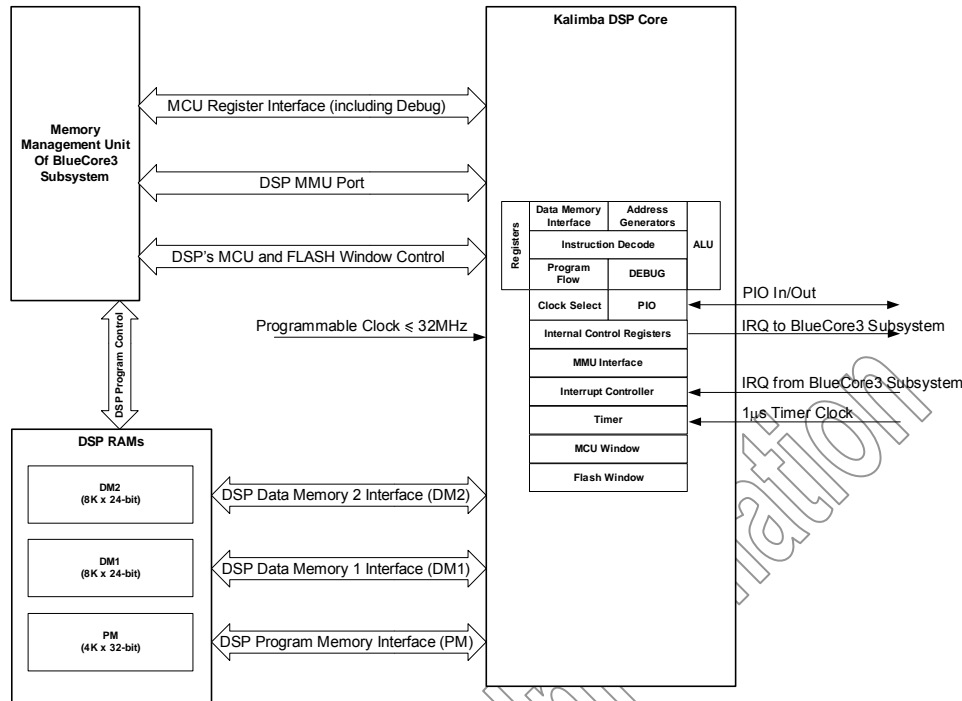 Kalimba DSP Core
Memory
Management Unit
Of BlueCore3
Subsystem
MCU Register Interface (including Debug)
DSP MMU Port
DSP's MCU and FLASH Window Control
Programmable Clock ⩽ 32MHz
DSP Program Control
Registers
Data Memory
Interface
Address
Generators
ALU
Instruction Decode
Program
Flow
DEBUG
Clock Select
PIO
Internal Control Registers
MMU Interface
Interrupt Controller
Timer
MCU Window
Flash Window
PIO In/Out
IRQ to BlueCore3 Subsystem
IRQ from BlueCore3 Subsystem
1μs Timer Clock
DSP RAMs
DM2
(8K x 24-bit)
DM1
(8K x 24-bit)
PM
(4K x 32-bit)
DSP Data Memory 2 Interface (DM2)
DSP Data Memory 1 Interface (DM1)
DSP Program Memory Interface (PM)